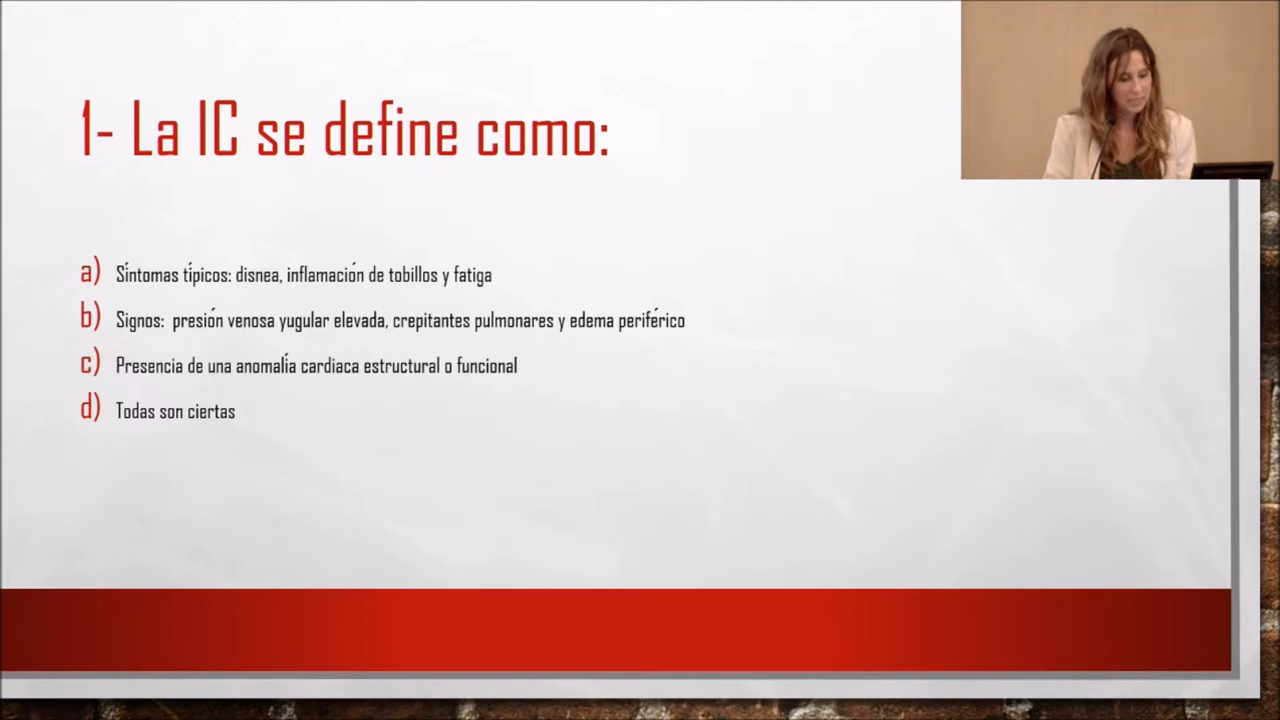 1- La IC se define como:
a) Síntomas típicos: disnea, inflamación de tobillos y fatiga
b) Signos: presión venosa yugular elevada, crepitantes pulmonares y edema periférico
c) Presencia de una anomalía cardiaca estructural o funcional
d) Todas son ciertas